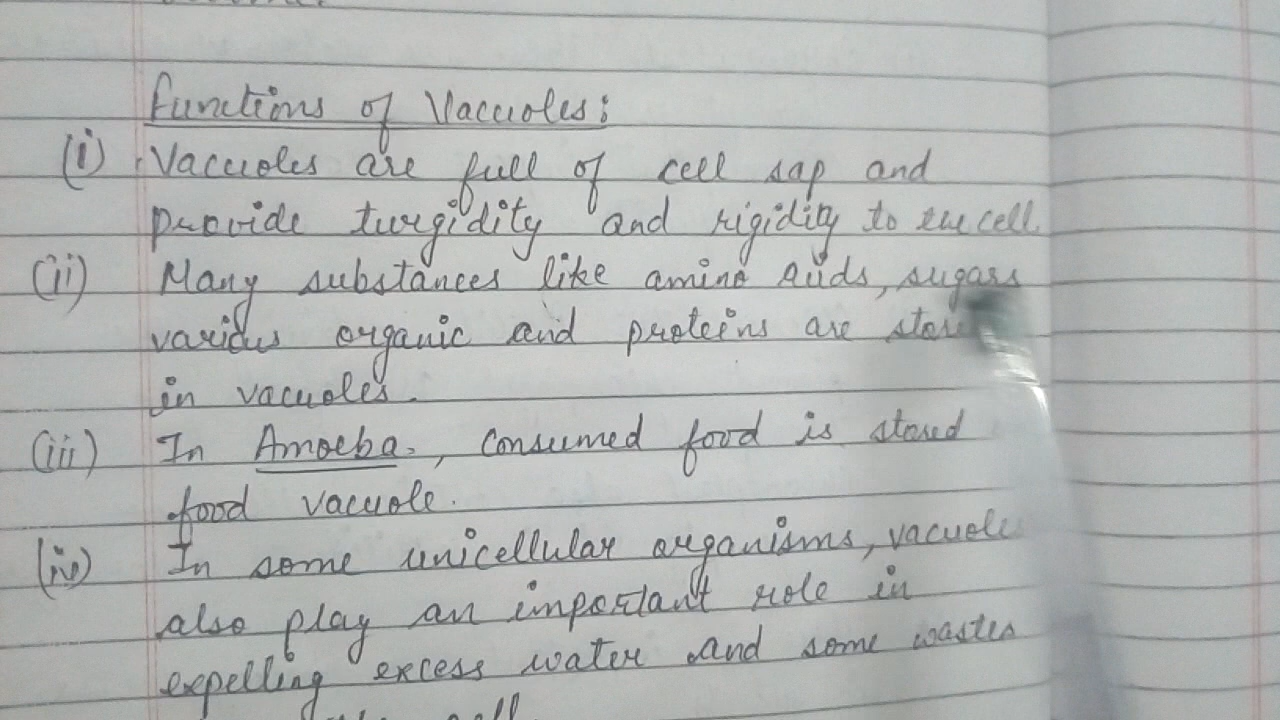 Functions of Vacuoles:
(i) Vacuoles are full of cell sap and
provide turgidity and rigidity to the cell.
(ii) Many substances like amino acids, sugars
various organic and proteins are
in vacuoles.
(iii) In Amoeba, consumed food is stored
food vacuole.
(iv) In some unicellular organisms, vacuole
also play an important role in
expelling excess water and some wastes
cell